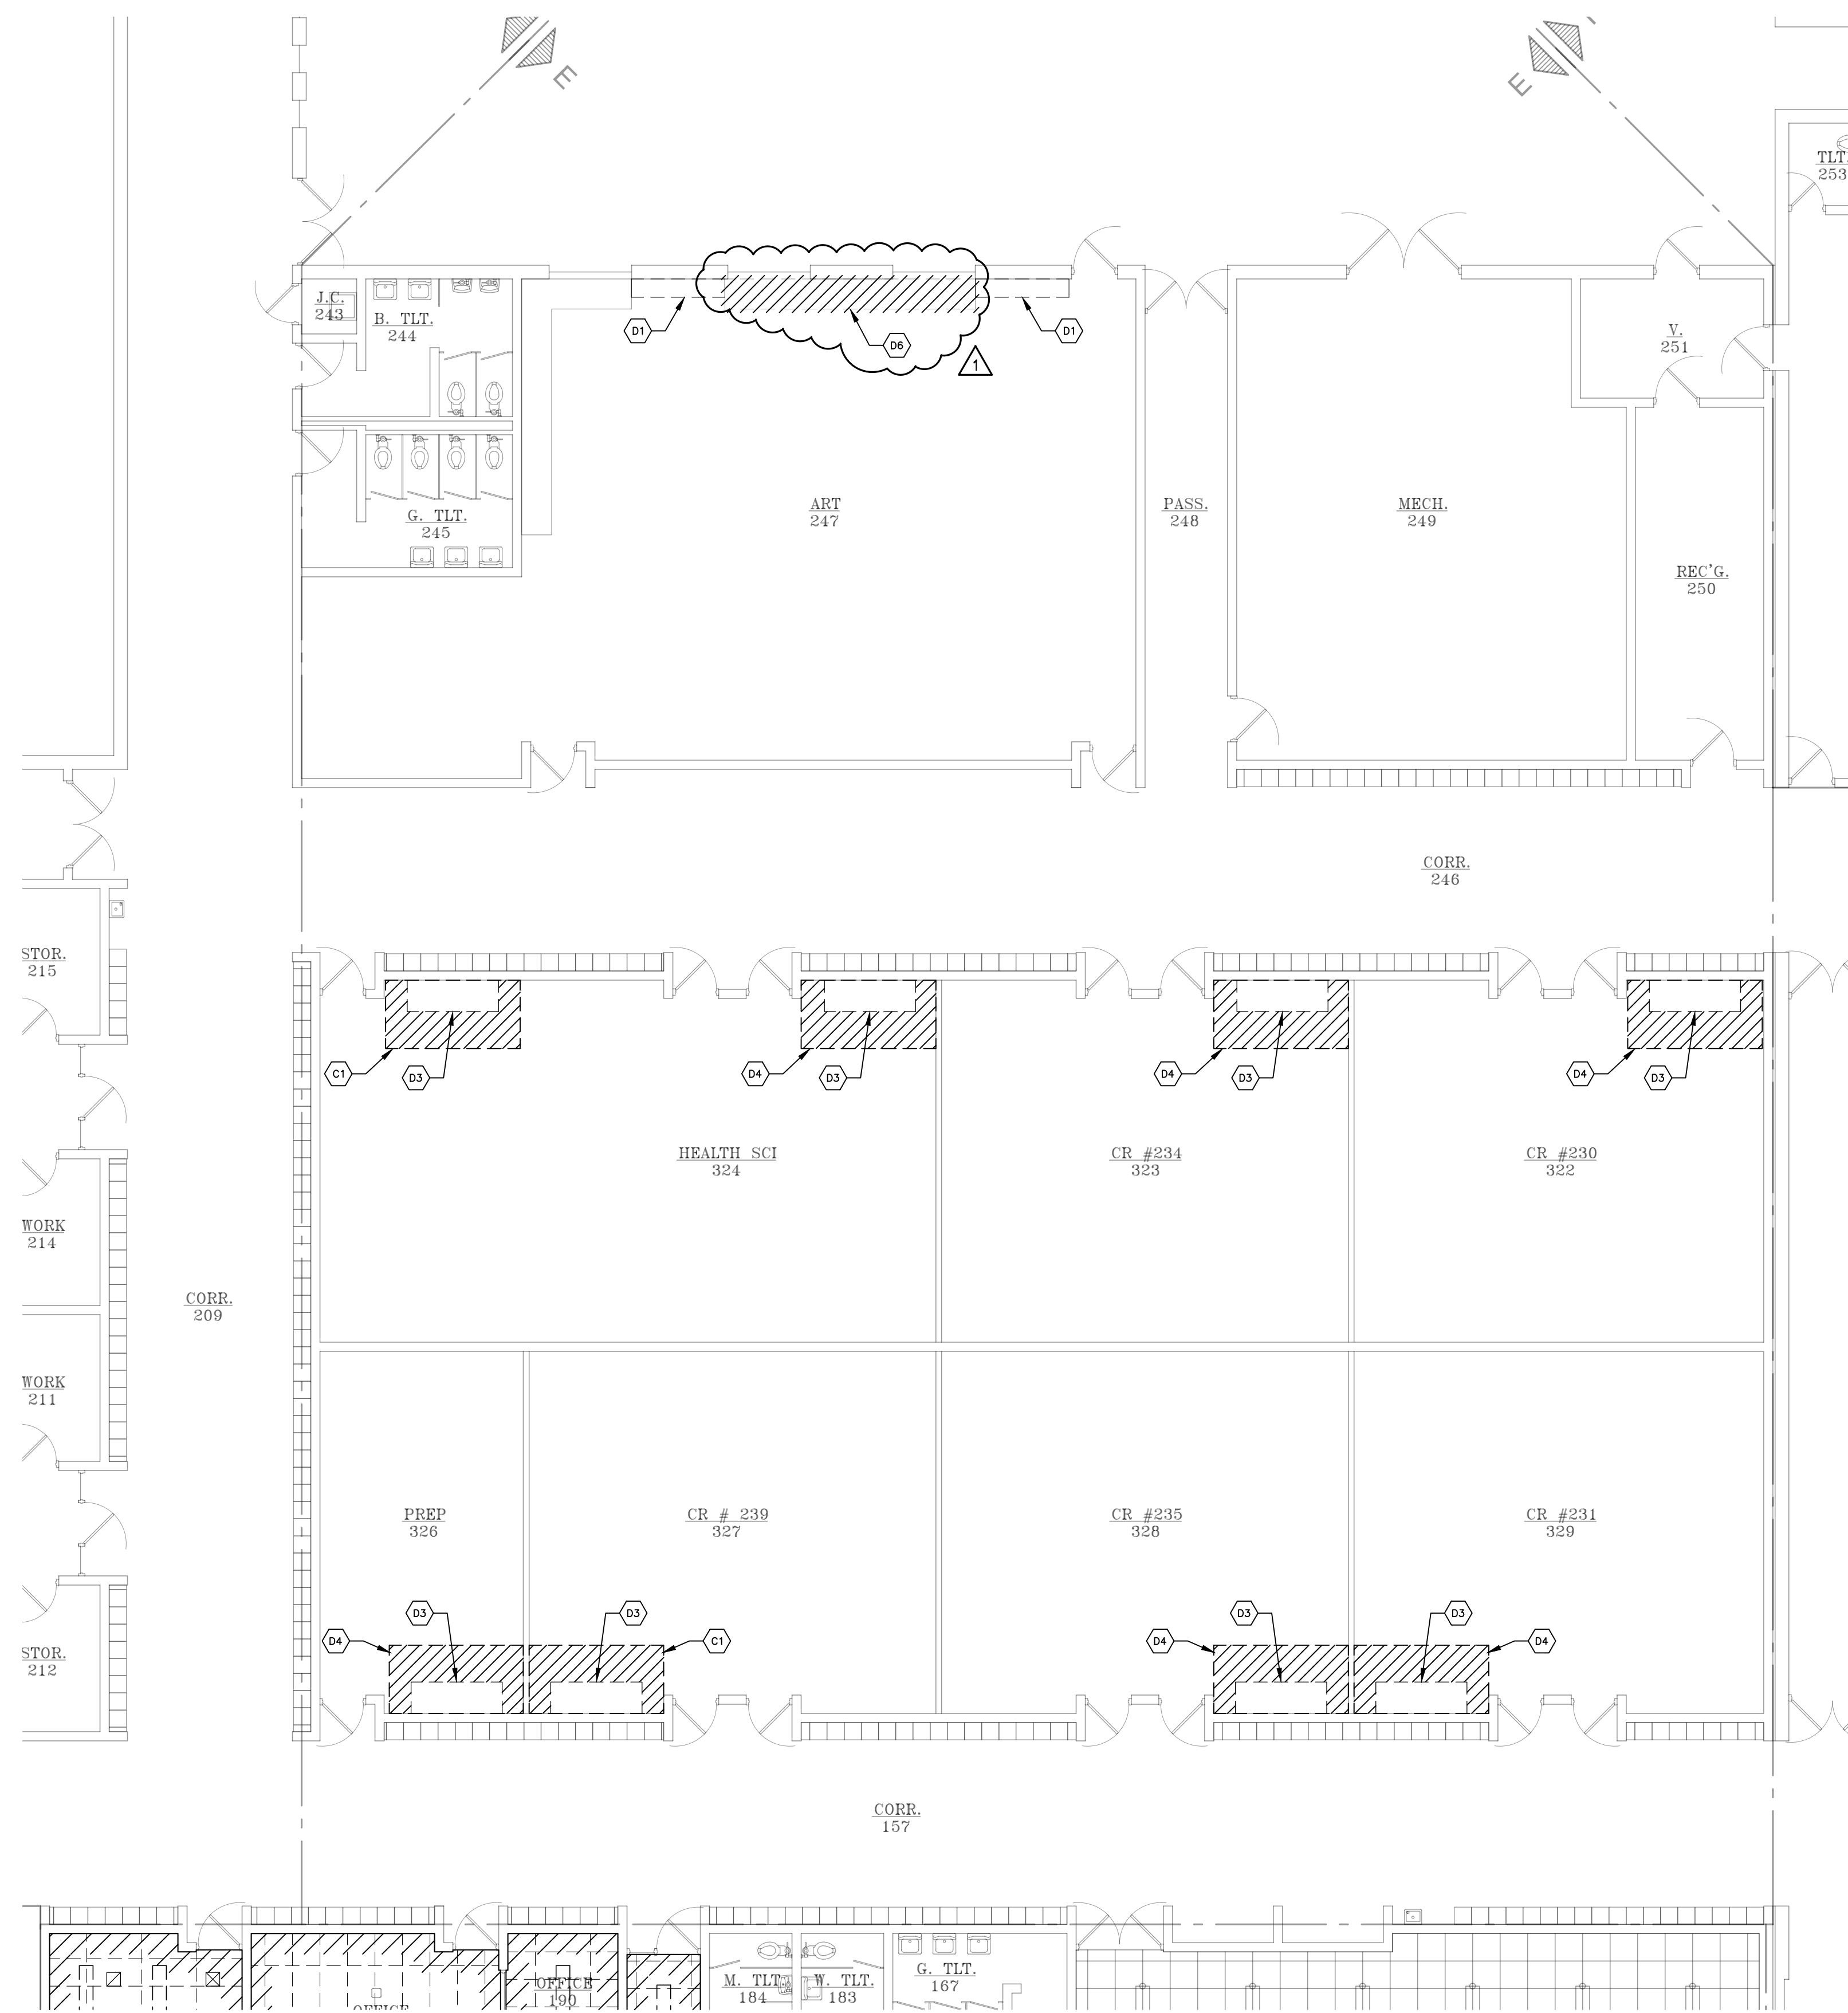 E
E
TLT.
253
J.C.
243
B. TLT.
244
D1
D6
D1
1
V.
251
G. TLT.
245
ART
247
PASS.
248
MECH.
249
REC'G.
250
CORR.
246
STOR.
215
C1
D3
D4
D3
D4
D3
D4
D3
HEALTH SCI
324
CR #234
323
CR #230
322
WORK
214
CORR.
209
WORK
211
PREP
326
CR # 239
327
CR #235
328
CR #231
329
D3
D3
D3
D3
D4
C1
D4
D4
STOR.
212
CORR.
157
OFFICE
190
M. TLT.
184
W. TLT.
183
G. TLT.
167
OFFICE